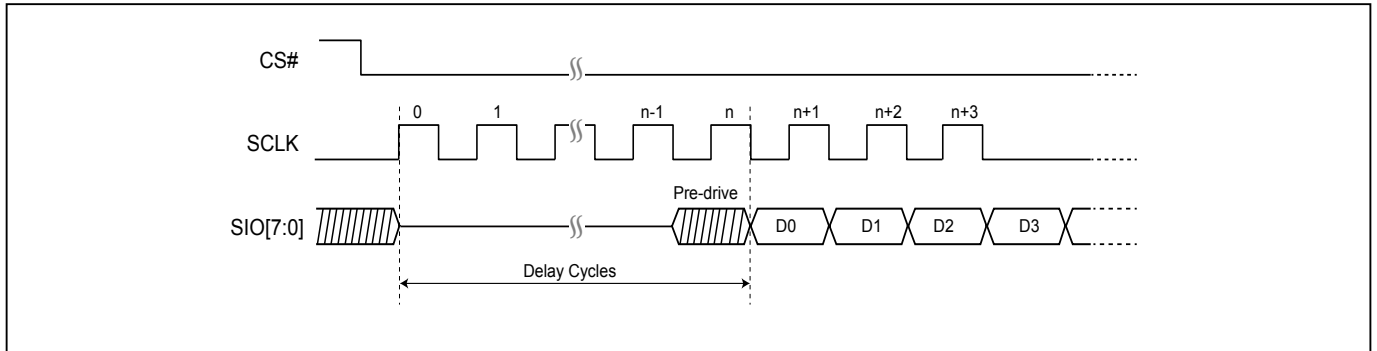 CS#
0 1 n-1 n n+1 n+2 n+3
SCLK
Pre-drive
SIO[7:0] D0 D1 D2 D3
Delay Cycles